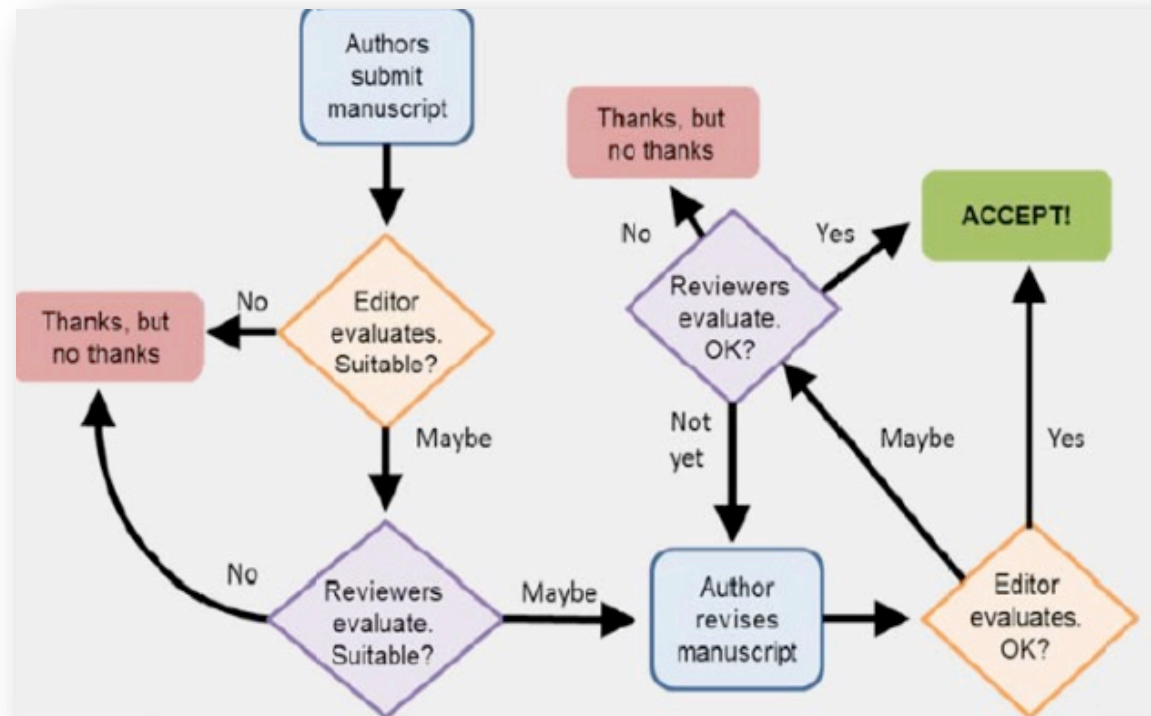 Authors
submit
manuscript
Editor
evaluates.
Suitable?
No
Thanks, but
no thanks
Maybe
Reviewers
evaluate.
Suitable?
No
Maybe
Author
revises
manuscript
Editor
evaluates.
OK?
Maybe
Yes
Reviewers
evaluate.
OK?
Not
yet
No
Thanks, but
no thanks
Yes
ACCEPT!